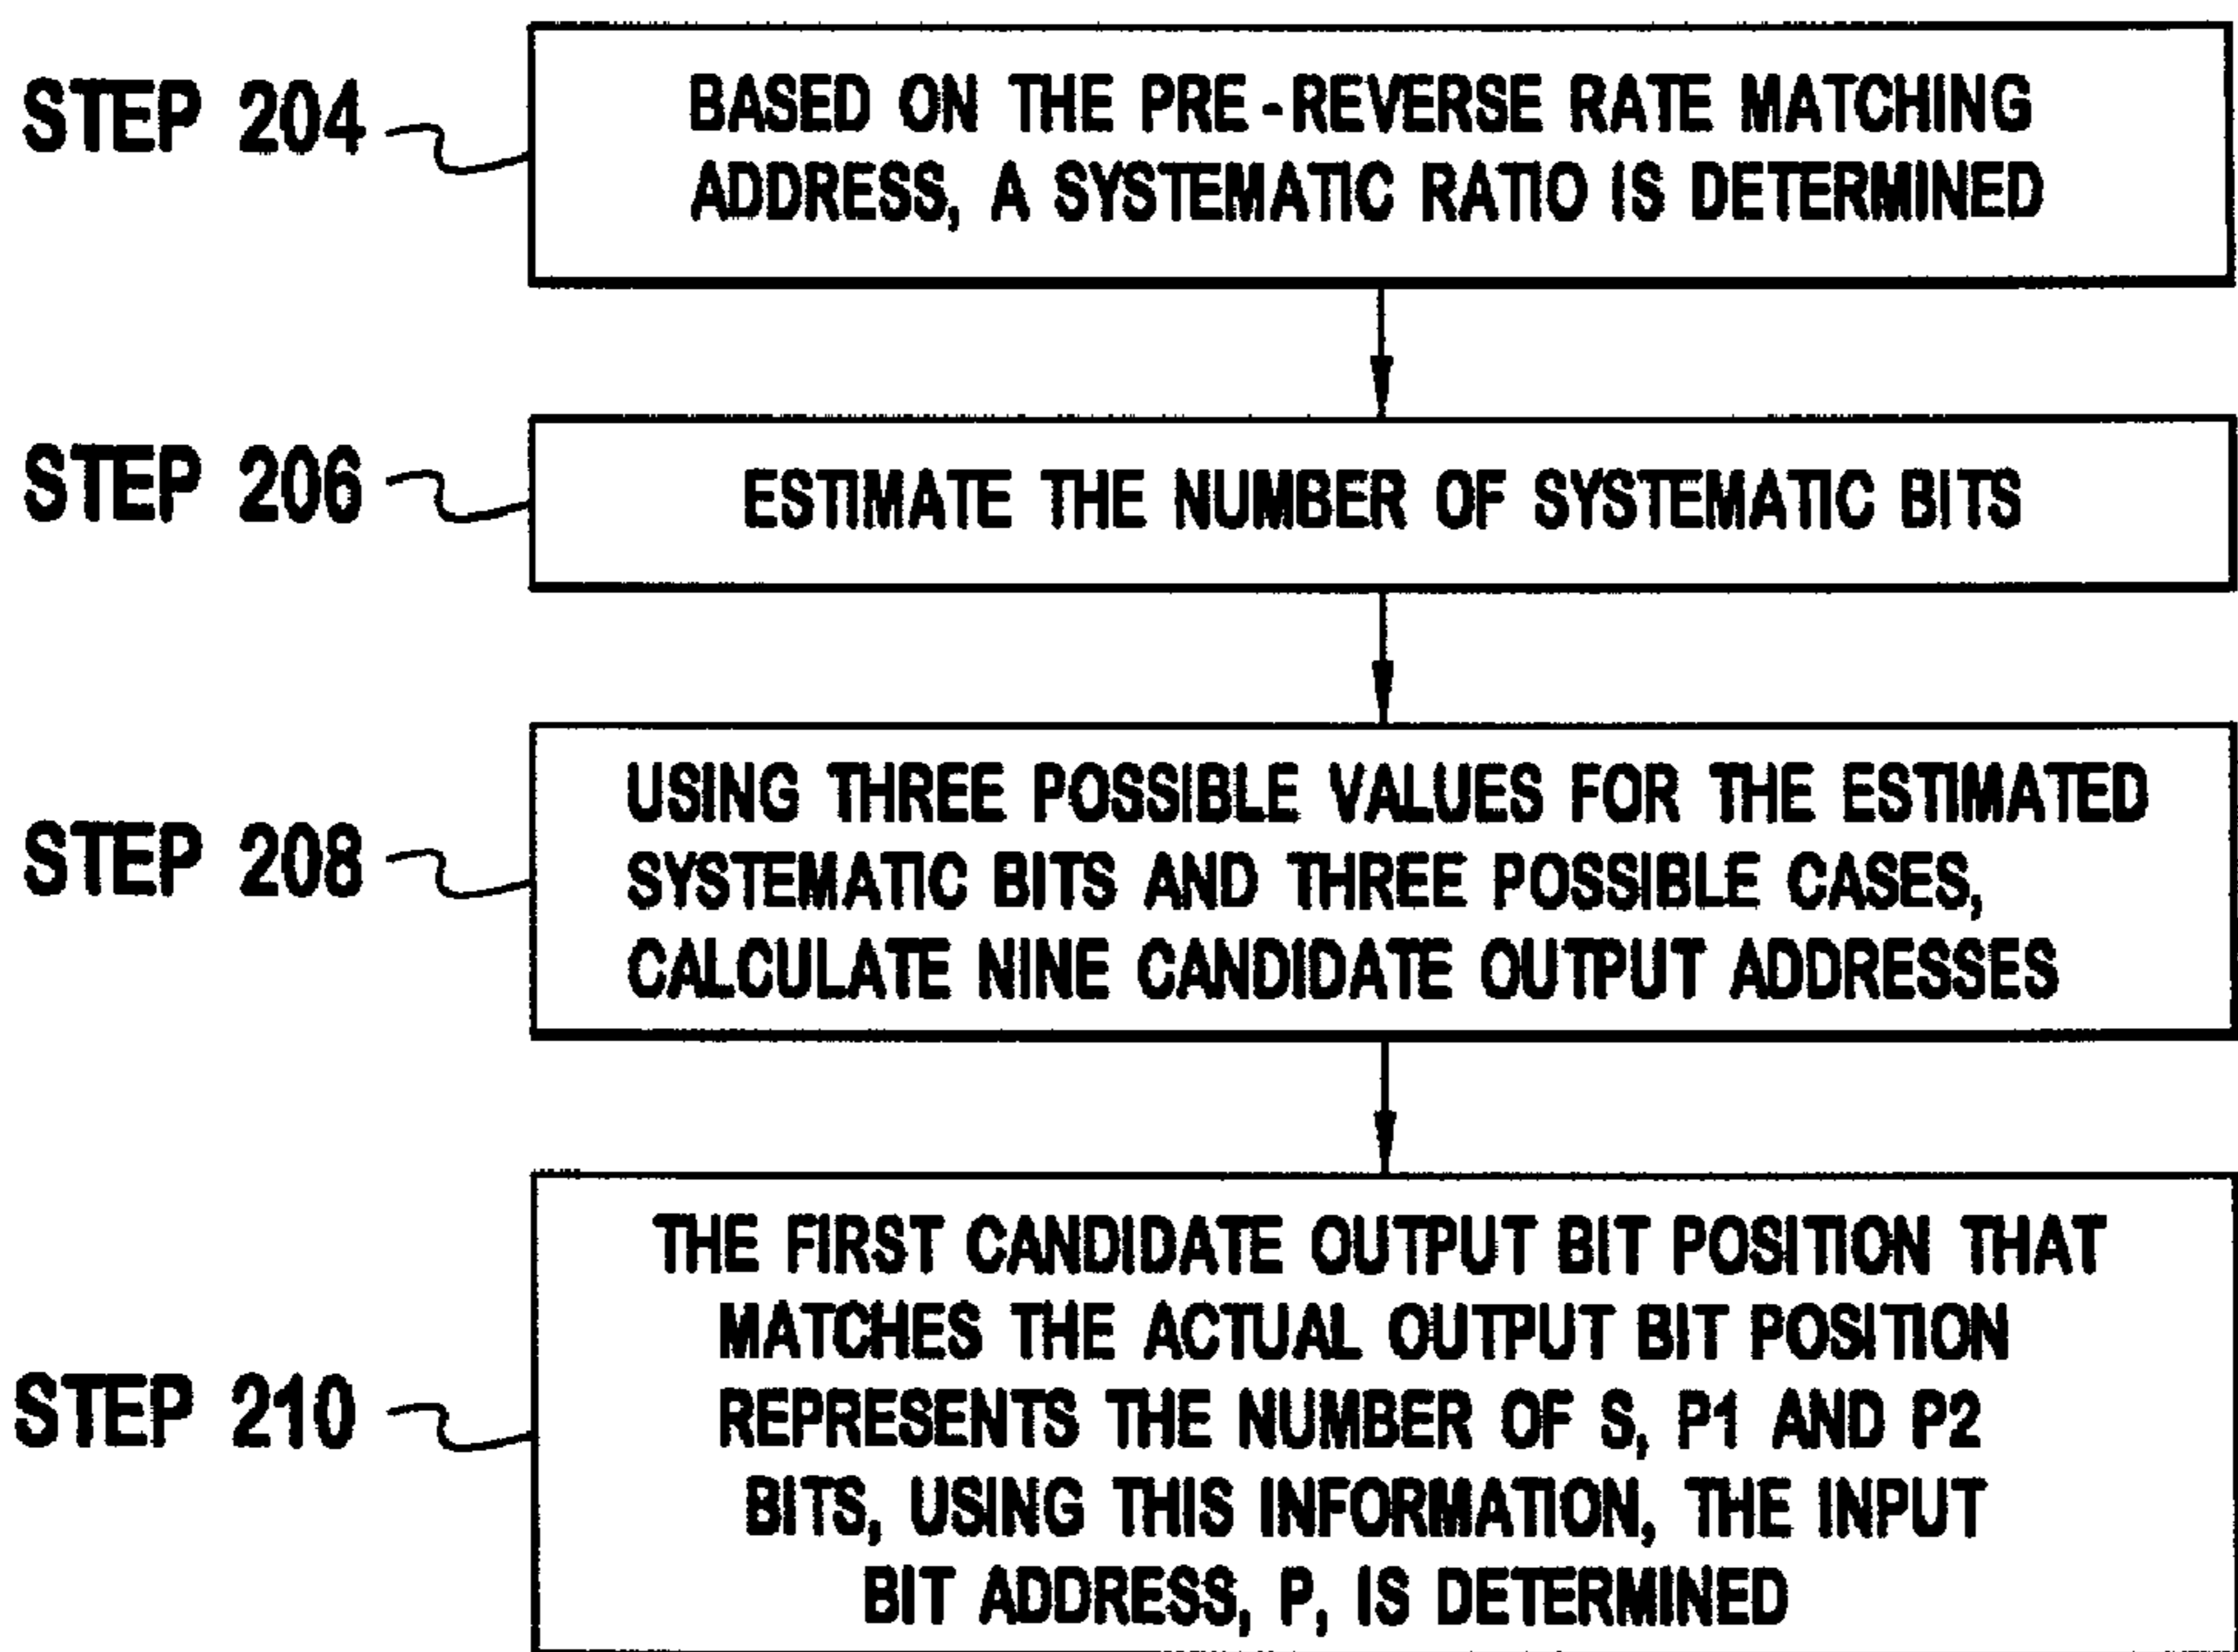 STEP 204
BASED ON THE PRE-REVERSE RATE MATCHING
ADDRESS, A SYSTEMATIC RATIO IS DETERMINED
STEP 206
ESTIMATE THE NUMBER OF SYSTEMATIC BITS
STEP 208
USING THREE POSSIBLE VALUES FOR THE ESTIMATED
SYSTEMATIC BITS AND THREE POSSIBLE CASES,
CALCULATE NINE CANDIDATE OUTPUT ADDRESSES
STEP 210
THE FIRST CANDIDATE OUTPUT BIT POSITION THAT
MATCHES THE ACTUAL OUTPUT BIT POSITION
REPRESENTS THE NUMBER OF S, P1 AND P2
BITS, USING THIS INFORMATION, THE INPUT
BIT ADDRESS, P, IS DETERMINED